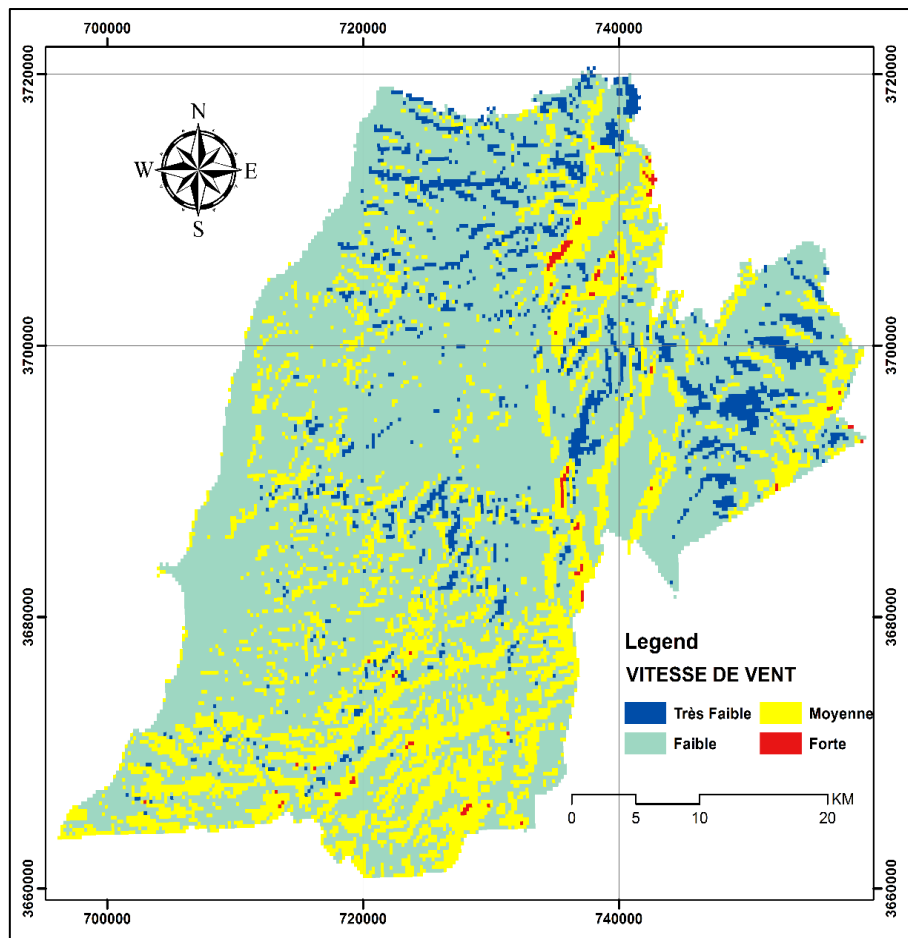 700000 720000 740000
3720000 3720000
N
W E
S
3700000 3700000
3680000 3680000
Legend
VITESSE DE VENT
Très Faible Moyenne
Faible Forte
KM
0 5 10 20
3660000 3660000
700000 720000 740000